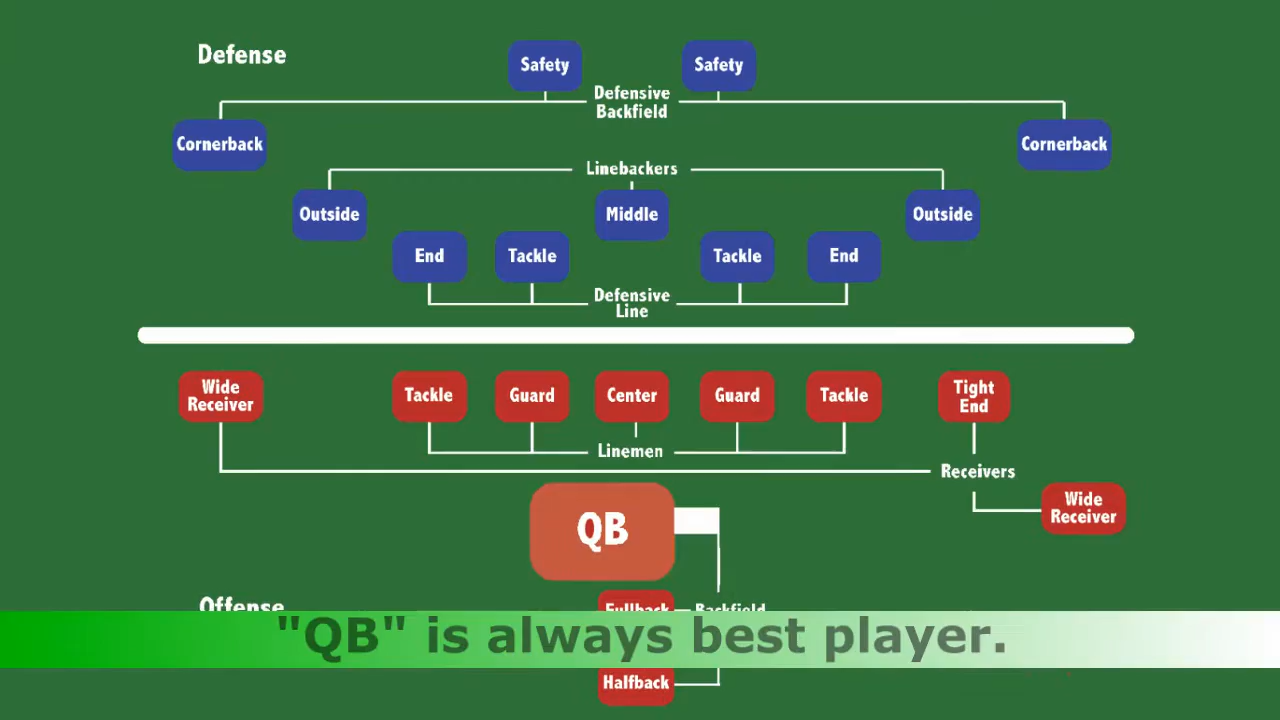 Defense
Safety
Safety
Defensive
Backfield
Cornerback
Cornerback
Linebackers
Outside
Middle
Outside
End
Tackle
Tackle
End
Defensive
Line
Wide
Receiver
Tackle
Guard
Center
Guard
Tackle
Tight
End
Linemen
Receivers
Wide
Receiver
QB
Offense
Fullback
Backfield
"QB" is always best player.
Halfback